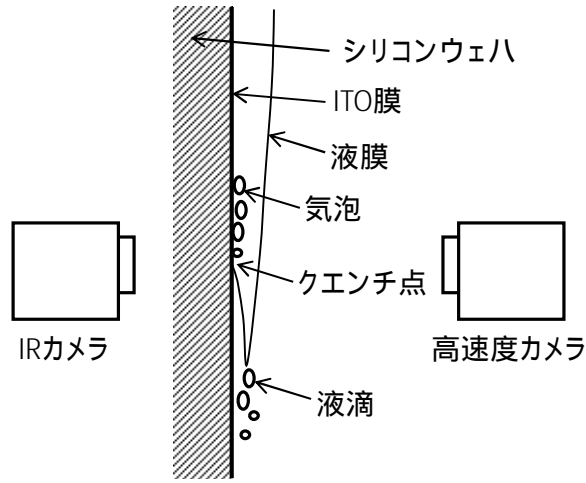 シリコンウェハ
ITO膜
液膜
気泡
クエンチ点
IRカメラ
高速度カメラ
液滴